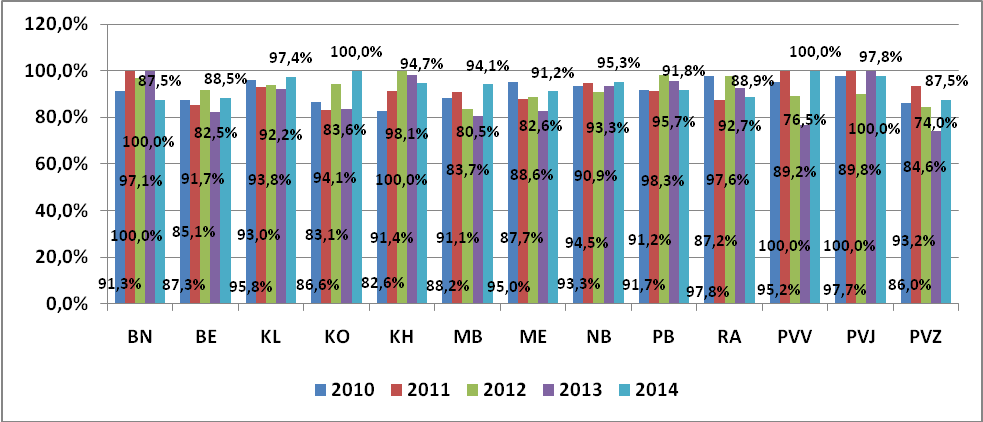 120,0%
100,0%
80,0%
60,0%
40,0%
20,0%
0,0%
87,5% 88,5% 97,4% 100,0% 94,7% 94,1% 91,2% 95,3% 91,8% 88,9% 100,0% 97,8% 87,5%
100,0% 82,5% 92,2% 83,6% 98,1% 80,5% 82,6% 93,3% 95,7% 92,7% 76,5% 100,0% 74,0%
97,1% 91,7% 93,8% 94,1% 100,0% 83,7% 88,6% 90,9% 98,3% 97,6% 89,2% 89,8% 84,6%
100,0% 85,1% 93,0% 83,1% 91,4% 91,1% 87,7% 94,5% 91,2% 87,2% 100,0% 100,0% 93,2%
91,3% 87,3% 95,8% 86,6% 82,6% 88,2% 95,0% 93,3% 91,7% 97,8% 95,2% 97,7% 86,0%
BN BE KL KO KH MB ME NB PB RA PVV PVJ PVZ
2010 2011 2012 2013 2014